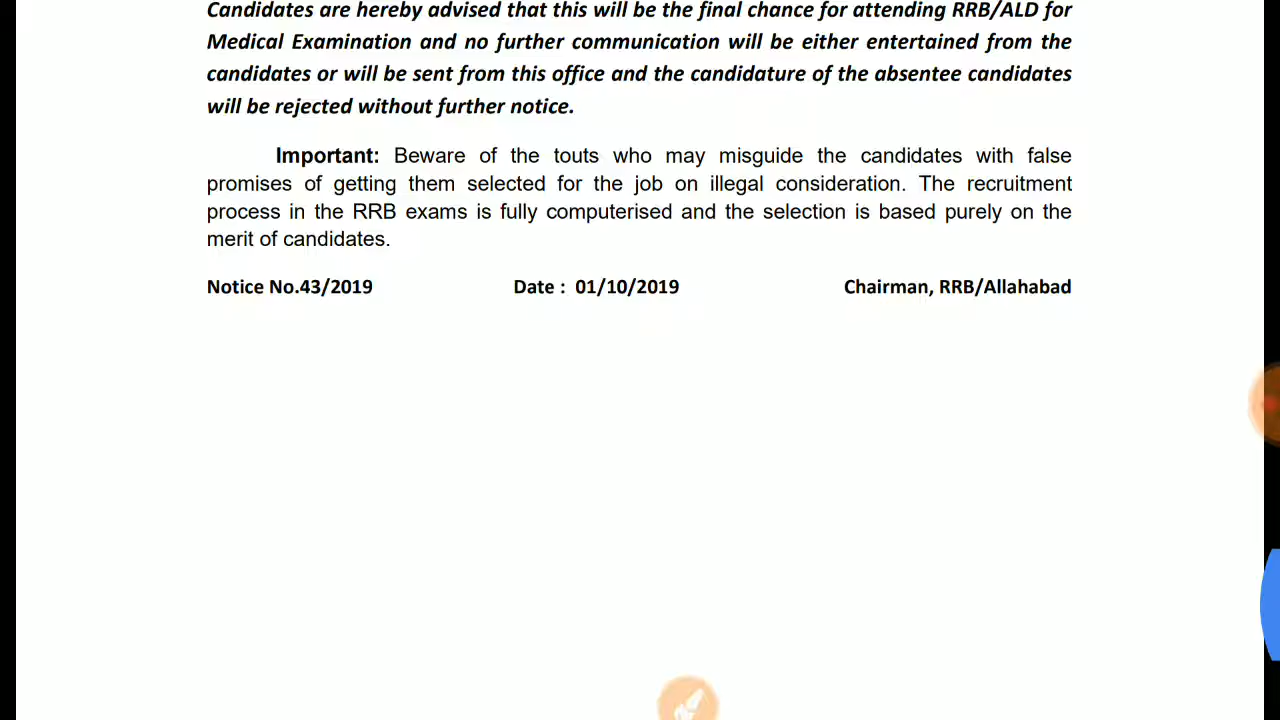 Candidates are hereby advised that this will be the final chance for attending RRB/ALD for
Medical Examination and no further communication will be either entertained from the
candidates or will be sent from this office and the candidature of the absentee candidates
will be rejected without further notice.
Important: Beware of the touts who may misguide the candidates with false
promises of getting them selected for the job on illegal consideration. The recruitment
process in the RRB exams is fully computerised and the selection is based purely on the
merit of candidates.
Notice No.43/2019 Date : 01/10/2019 Chairman, RRB/Allahabad